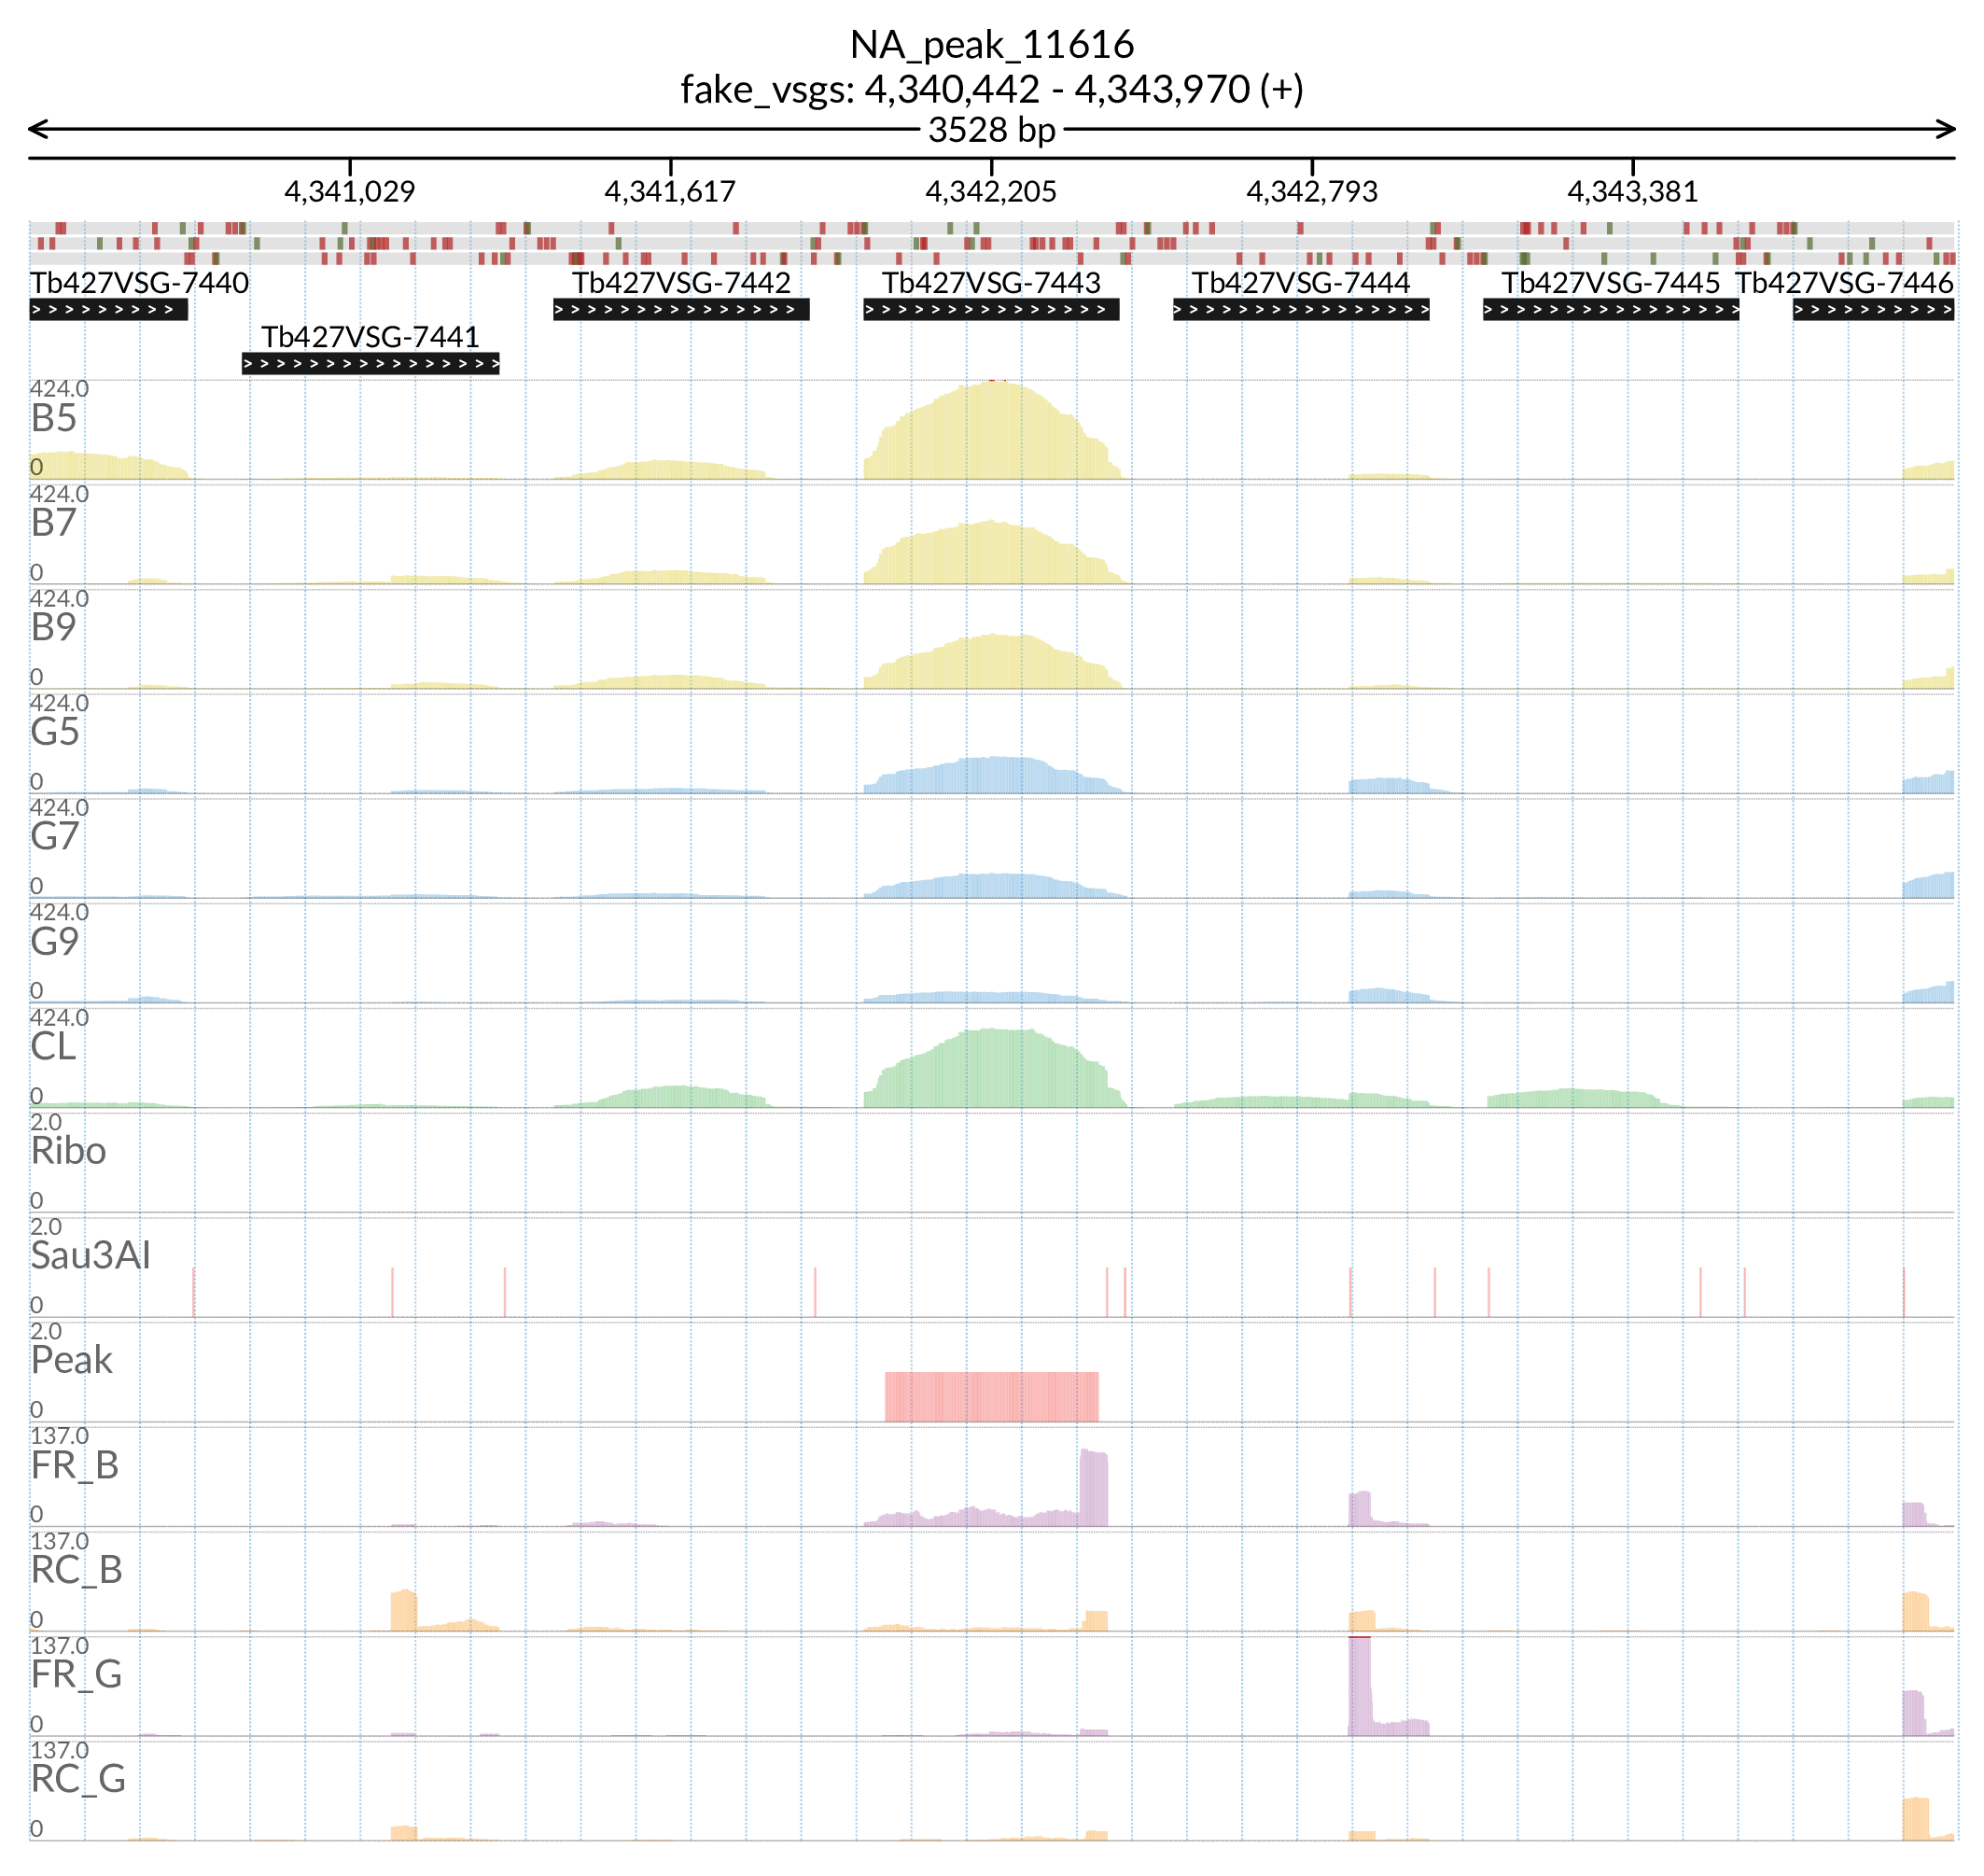 NA_peak_11616
fake_vsgs: 4,340,442 - 4,343,970 (+)
3528 bp
4,341,029 4,341,617 4,342,205 4,342,793 4,343,381
Tb427VSG-7440 Tb427VSG-7442 Tb427VSG-7443 Tb427VSG-7444 Tb427VSG-7445 Tb427VSG-7446
Tb427VSG-7441
424.0
B5
0
424.0
B7
0
424.0
B9
0
424.0
G5
0
424.0
G7
0
424.0
G9
0
424.0
CL
0
2.0
Ribo
0
2.0
Sau3AI
0
2.0
Peak
0
137.0
FR_B
0
137.0
RC_B
0
137.0
FR_G
0
137.0
RC_G
0